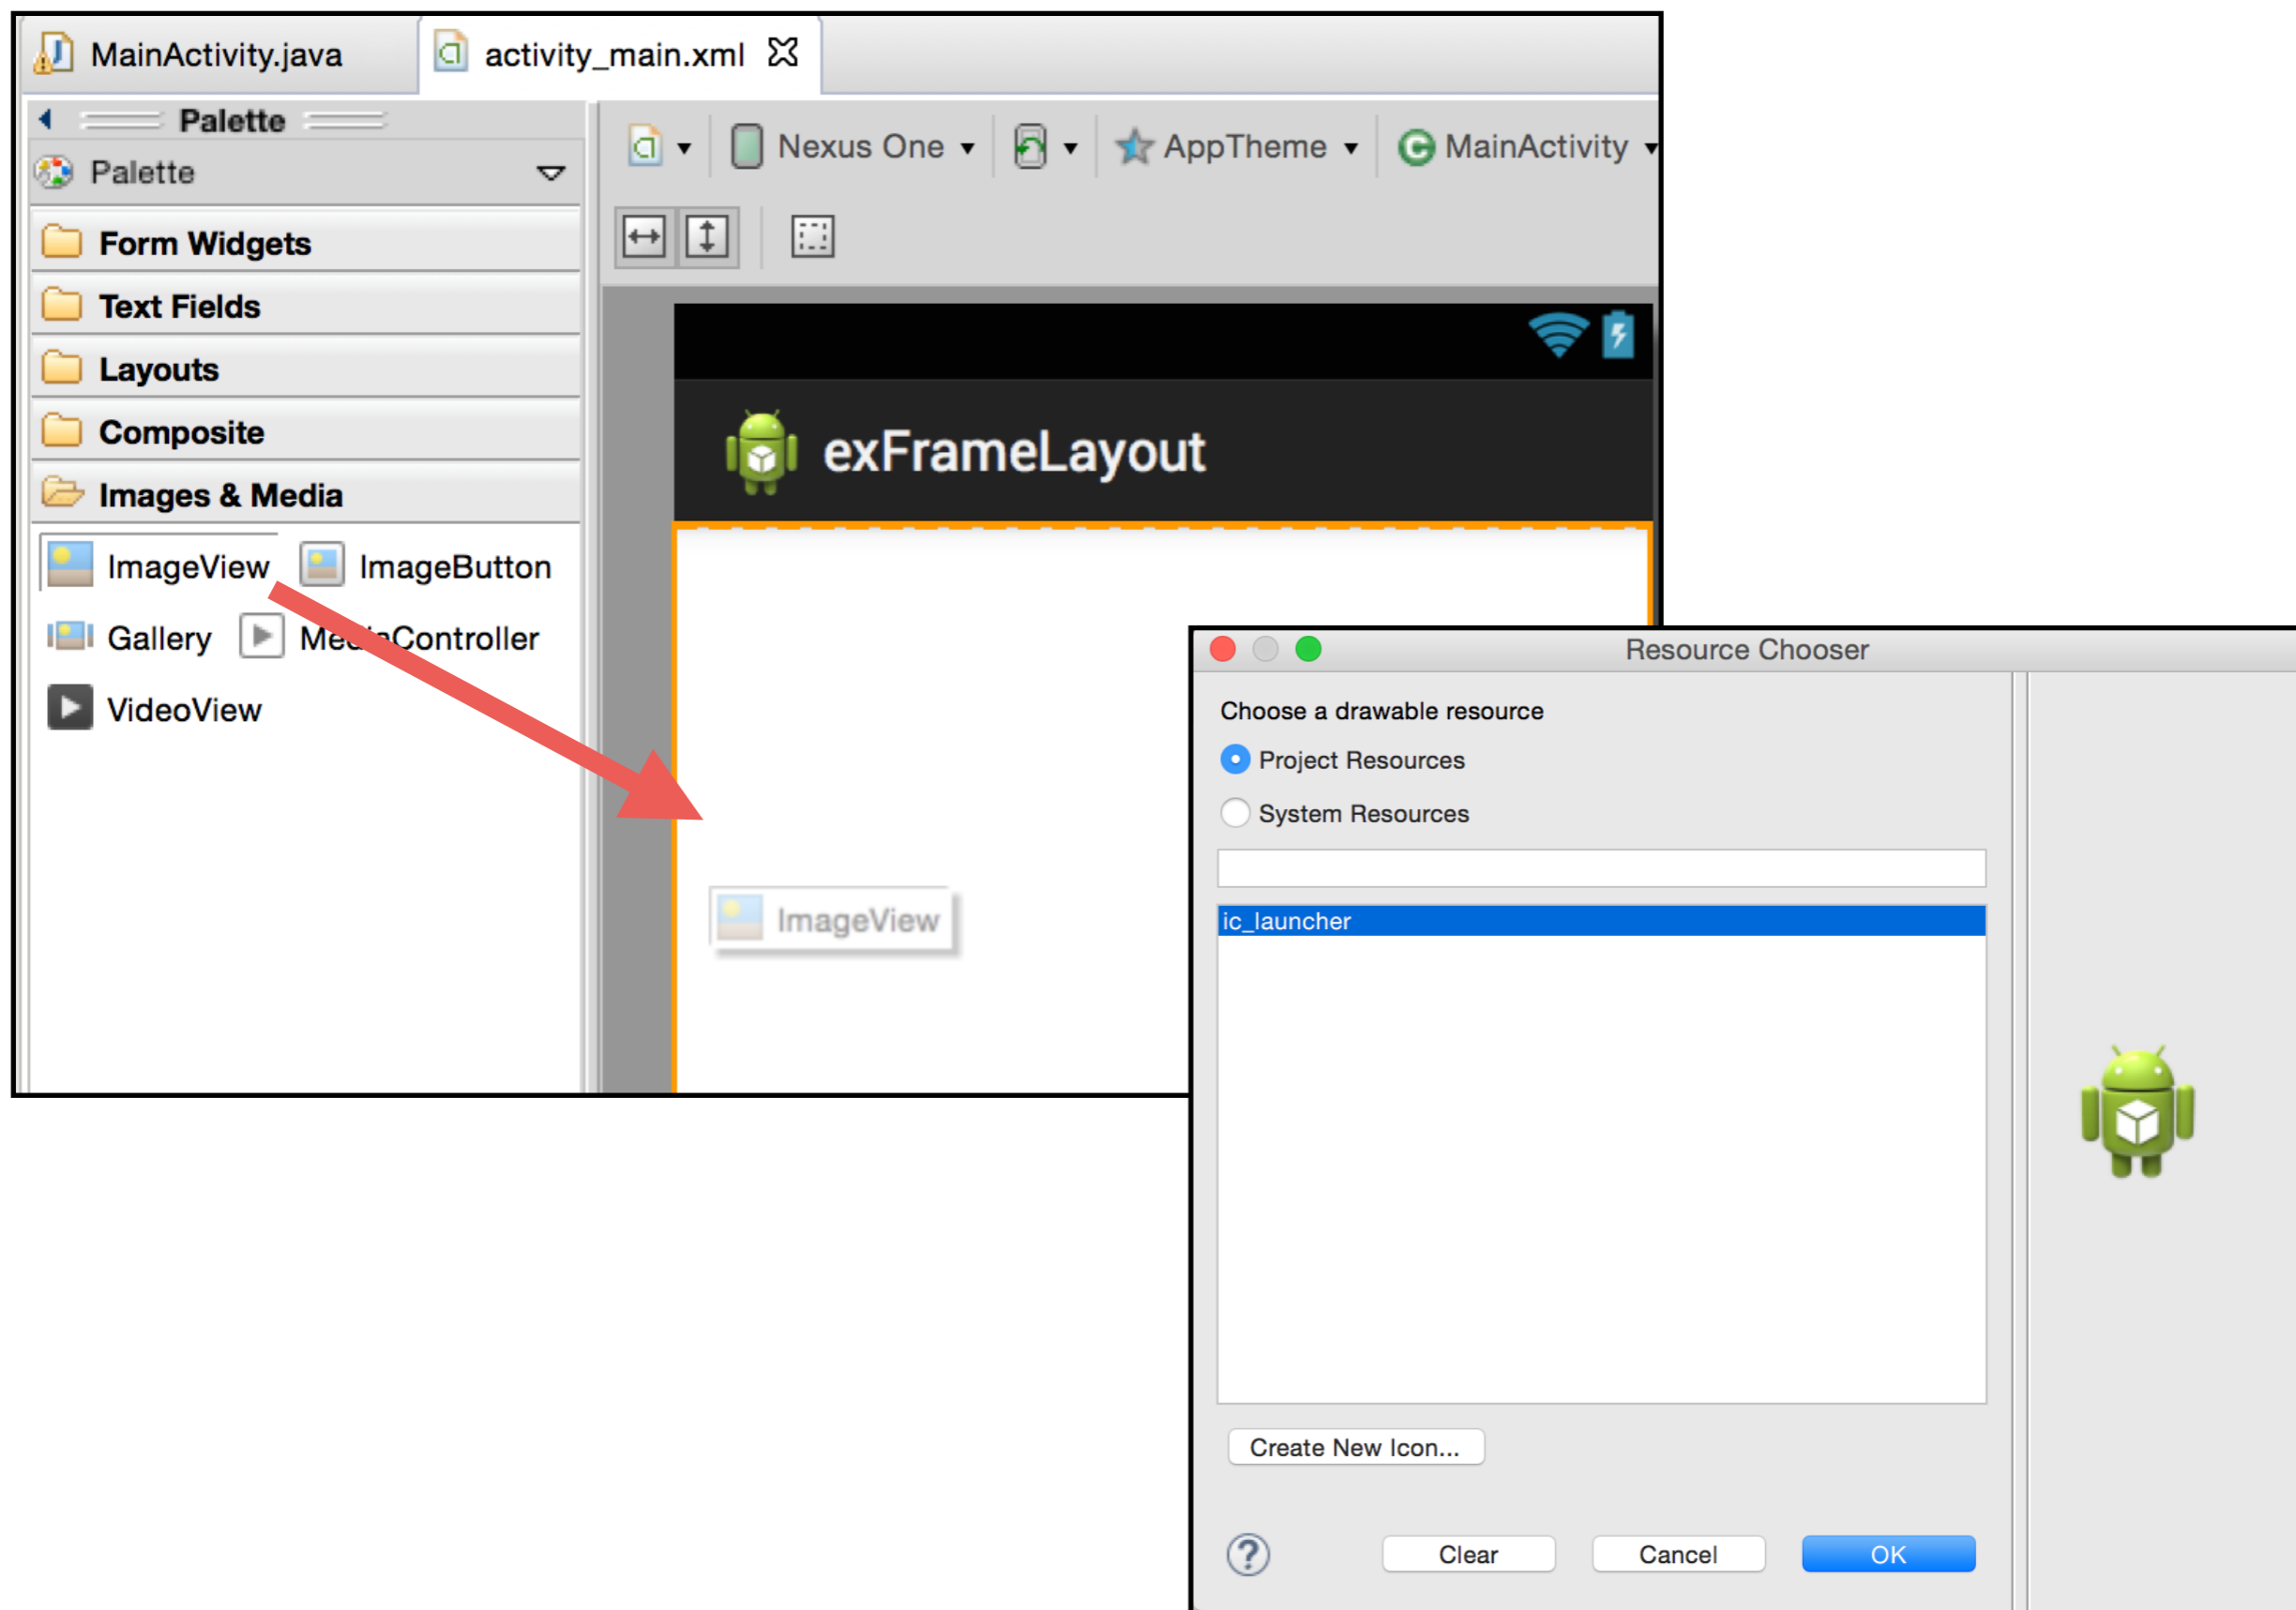 MainActivity.java
activity_main.xml
Palette
Palette
Form Widgets
Text Fields
Layouts
Composite
Images & Media
ImageView
ImageButton
Gallery
MediaController
VideoView
Nexus One
AppTheme
MainActivity
exFrameLayout
ImageView
Resource Chooser
Choose a drawable resource
Project Resources
System Resources
ic_launcher
Create New Icon...
Clear
Cancel
OK